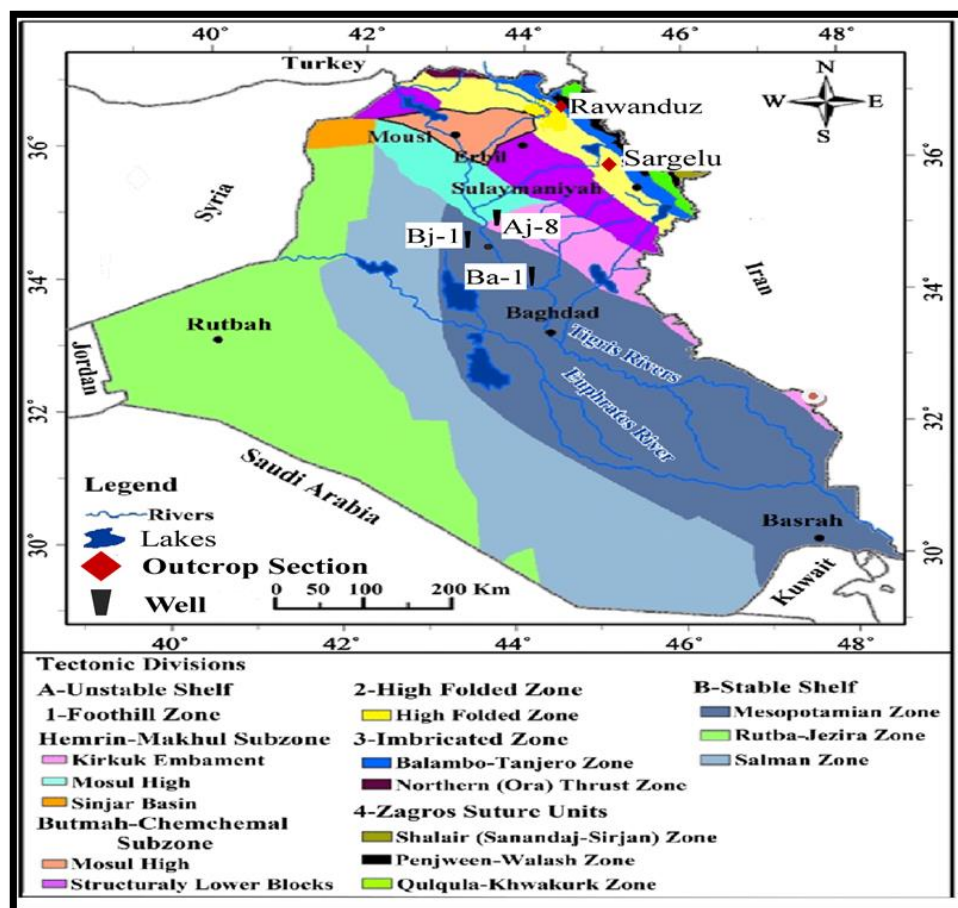 40° 42° 44° 46°
Turkey
N
W E
S
Rawanduz
Mousl
Erbil
36° 36°
Sargelu
Sulaymaniyah
Syria
Aj-8
Bj-1
Ba-1
Iran
34° 34°
Baghdad
Rutbah
Tigris Rivers
Jordan
Euphrates River
32° 32°
Saudi Arabia
Legend
Rivers
Lakes
Outcrop Section
Well
Basrah
30° 30°
Kuwait
0 50 100 200 Km
40° 42° 44° 46° 48°
Tectonic Divisions
A-Unstable Shelf
1-Foothill Zone
Hemrin-Makhul Subzone
Kirkuk Embament
Mosul High
Sinjar Basin
Butmah-Chemchemal
Subzone
Mosul High
Structuraly Lower Blocks
2-High Folded Zone
High Folded Zone
3-Imbricated Zone
Balambo-Tanjero Zone
Northern (Ora) Thrust Zone
4-Zagros Suture Units
Shalair (Sanandaj-Sirjan) Zone
Penjween-Walash Zone
Qulqula-Khwakurk Zone
B-Stable Shelf
Mesopotamian Zone
Rutba-Jezira Zone
Salman Zone